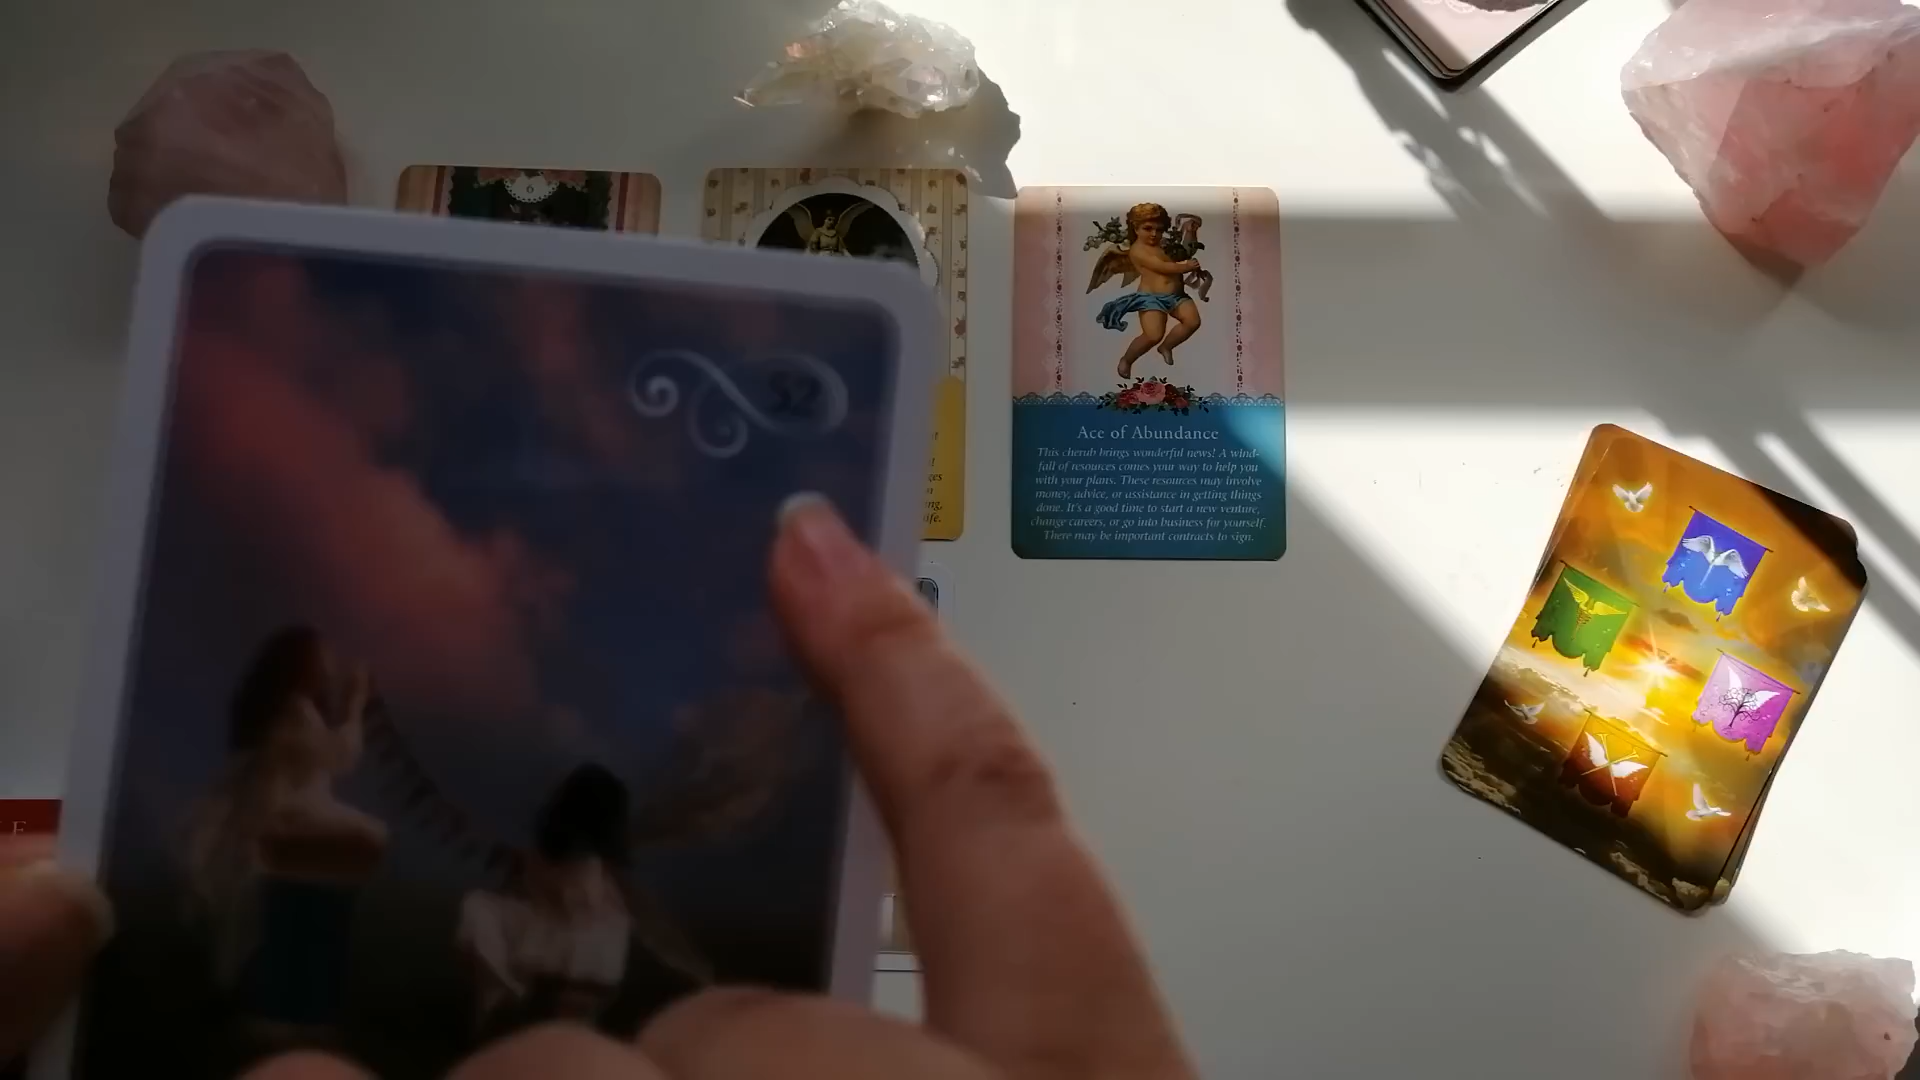 6
52
Ace of Abundance
This cherub brings wonderful news! A wind-
fall of resources comes your way to help you
with your plans. These resources may involve
money, advice, or assistance in getting things
done. It's a good time to start a new venture,
change careers, or go into business for yourself.
There may be important contracts to sign.